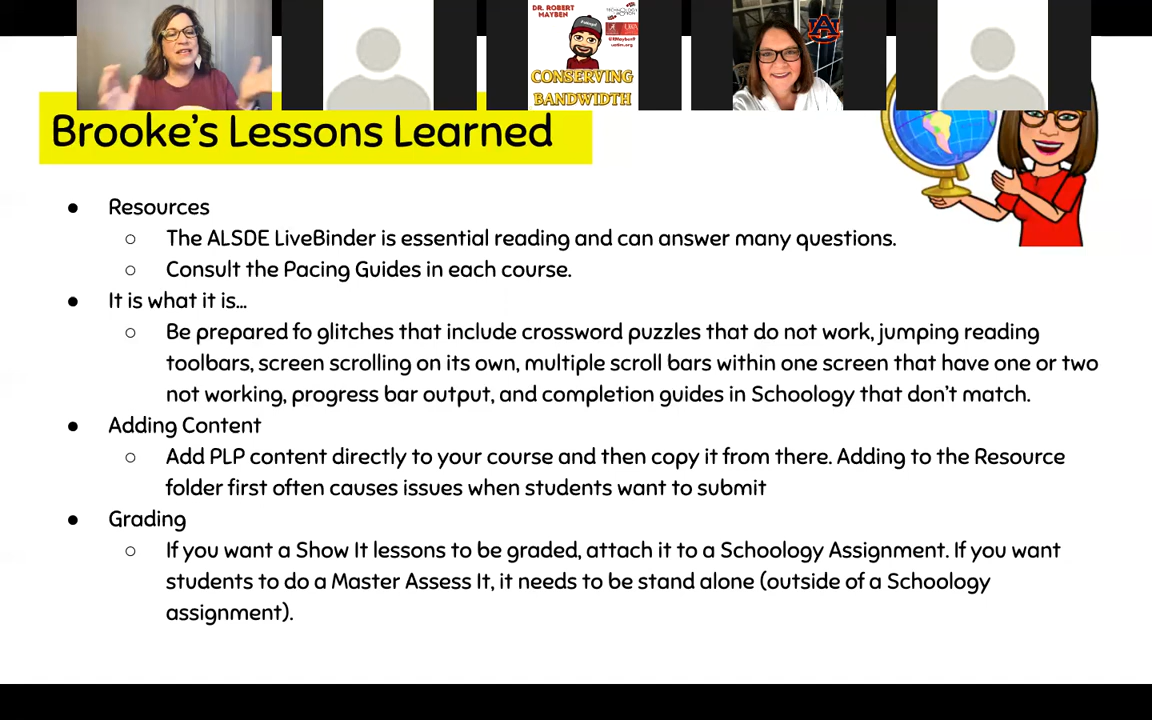 DR. ROBERT
MAYBEN
CONSERVING
BANDWIDTH
Brooke's Lessons Learned
● Resources
○ The ALSDE LiveBinder is essential reading and can answer many questions.
○ Consult the Pacing Guides in each course.
● It is what it is...
○ Be prepared fo glitches that include crossword puzzles that do not work, jumping reading
toolbars, screen scrolling on its own, multiple scroll bars within one screen that have one or two
not working, progress bar output, and completion guides in Schoology that don't match.
● Adding Content
○ Add PLP content directly to your course and then copy it from there. Adding to the Resource
folder first often causes issues when students want to submit
● Grading
○ If you want a Show It lessons to be graded, attach it to a Schoology Assignment. If you want
students to do a Master Assess It, it needs to be stand alone (outside of a Schoology
assignment).